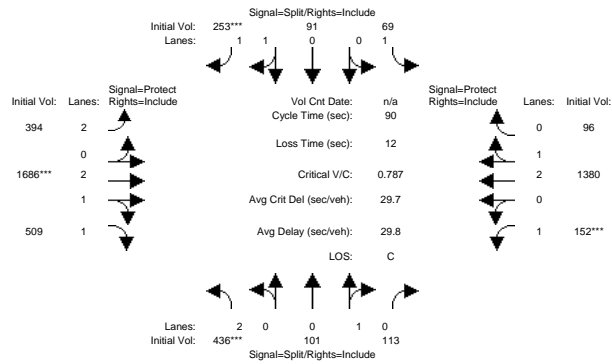 Signal=Split/Rights=Include
Initial Vol: 253*** 91 69
Lanes: 1 1 0 0 1
Signal=Protect Signal=Protect
Initial Vol: Lanes: Rights=Include Vol Cnt Date: n/a Rights=Include Lanes: Initial Vol:
Cycle Time (sec): 90
394 2 0 96
Loss Time (sec): 12
0 1
1686*** 2 Critical V/C: 0.787 2 1380
1 Avg Crit Del (sec/veh): 29.7 0
509 1 Avg Delay (sec/veh): 29.8 1 152***
LOS: C
Lanes: 2 0 0 1 0
Initial Vol: 436*** 101 113
Signal=Split/Rights=Include